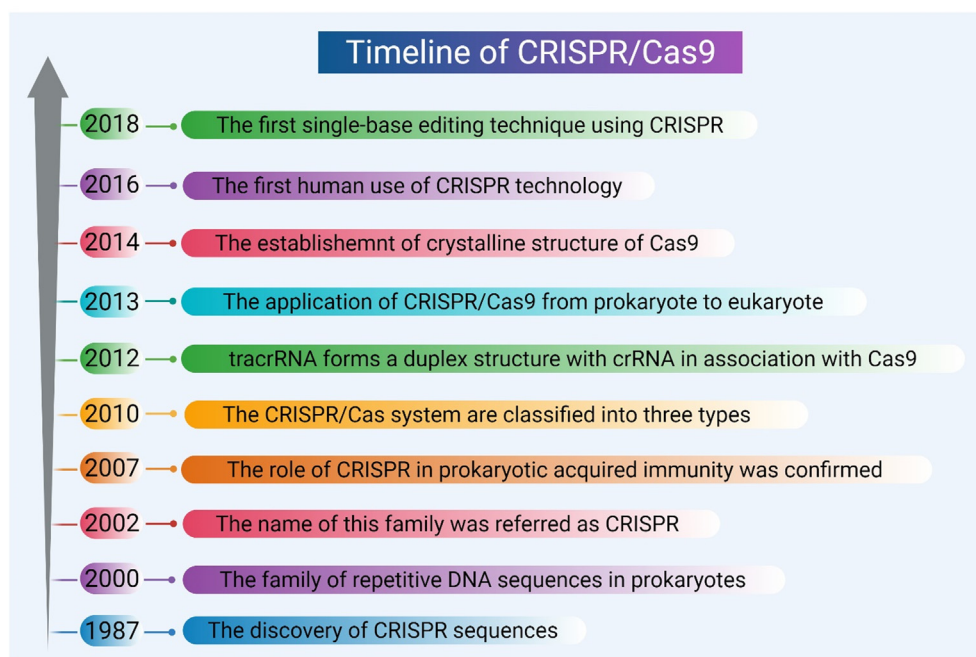 Timeline of CRISPR/Cas9
2018 The first single-base editing technique using CRISPR
2016 The first human use of CRISPR technology
2014 The establishemnt of crystalline structure of Cas9
2013 The application of CRISPR/Cas9 from prokaryote to eukaryote
2012 tracrRNA forms a duplex structure with crRNA in association with Cas9
2010 The CRISPR/Cas system are classified into three types
2007 The role of CRISPR in prokaryotic acquired immunity was confirmed
2002 The name of this family was referred as CRISPR
2000 The family of repetitive DNA sequences in prokaryotes
1987 The discovery of CRISPR sequences